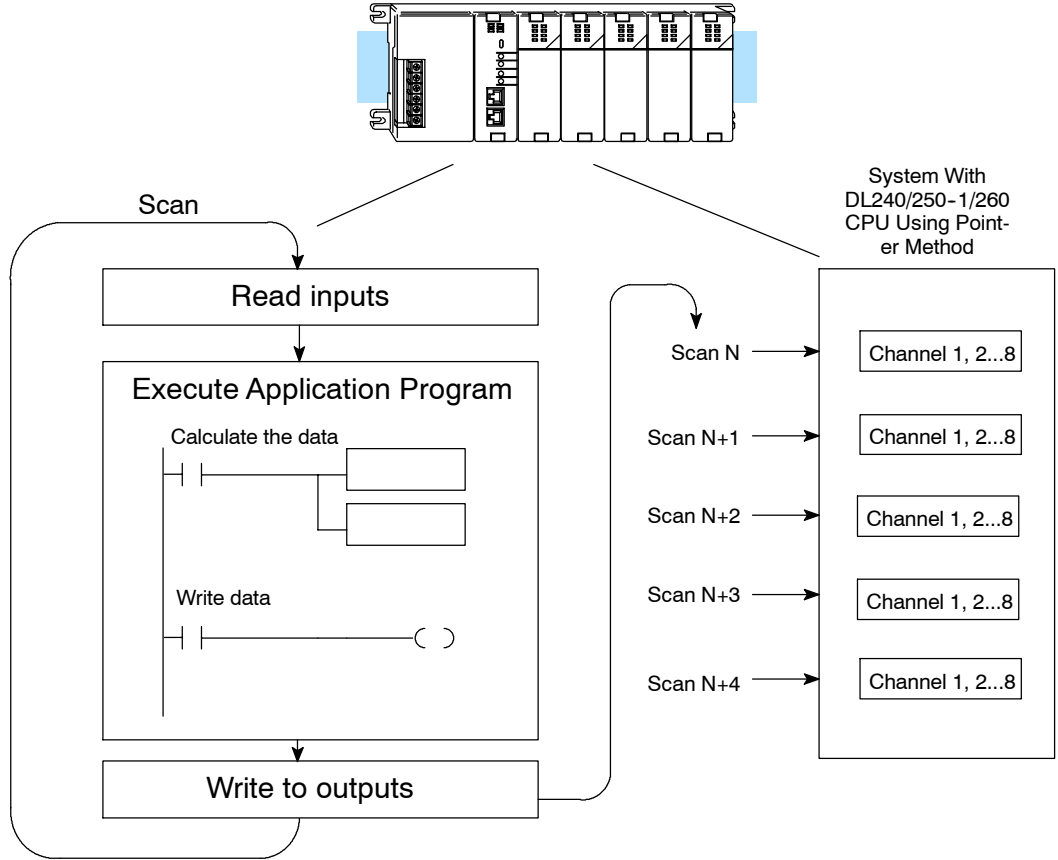 System With
DL240/250-1/260
CPU Using Point-
er Method
Scan
Read inputs
Execute Application Program
Calculate the data
Write data
Write to outputs
Scan N
Channel 1, 2...8
Scan N+1
Channel 1, 2...8
Scan N+2
Channel 1, 2...8
Scan N+3
Channel 1, 2...8
Scan N+4
Channel 1, 2...8